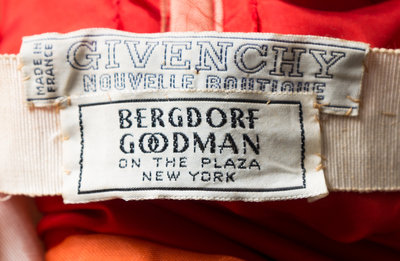 MADE IN
FRANCE
GIVENCHY
NOUVELLE BOUTIQUE
BERGDORF
GOODMAN
ON THE PLAZA
NEW YORK